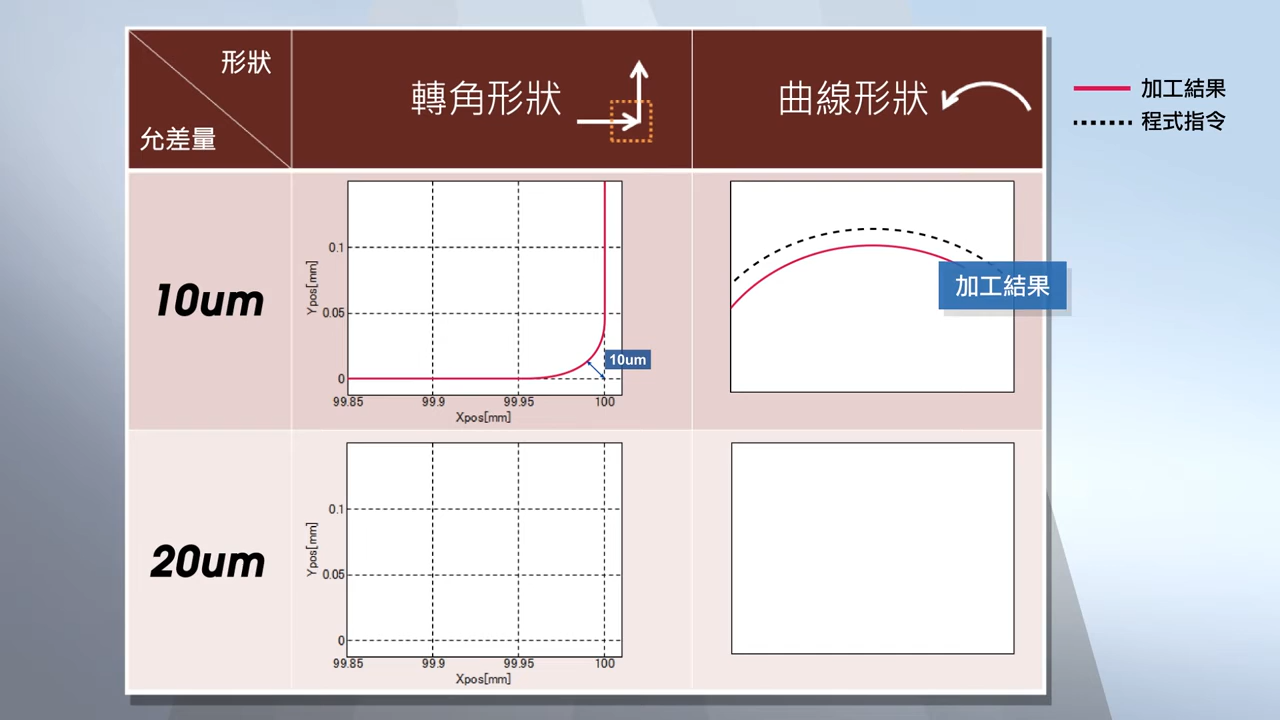 形狀
允差量
轉角形狀
曲線形狀
加工結果
程式指令
10um
Ypos[mm]
0.1
0.05
0
10um
99.85 99.9 99.95 100
Xpos[mm]
加工結果
20um
Ypos[mm]
0.1
0.05
0
99.85 99.9 99.95 100
Xpos[mm]